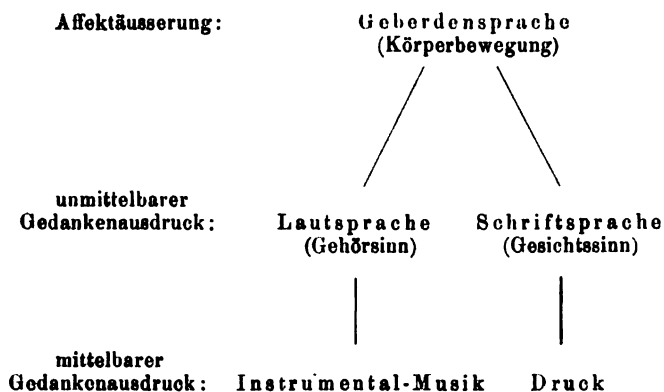 Affektäusserung: Geberdensprache
(Körperbewegung)
unmittelbarer
Gedankenausdruck: Lautsprache Schriftsprache
(Gehörsinn) (Gesichtssinn)
mittelbarer
Gedankenausdruck: Instrumental-Musik Druck